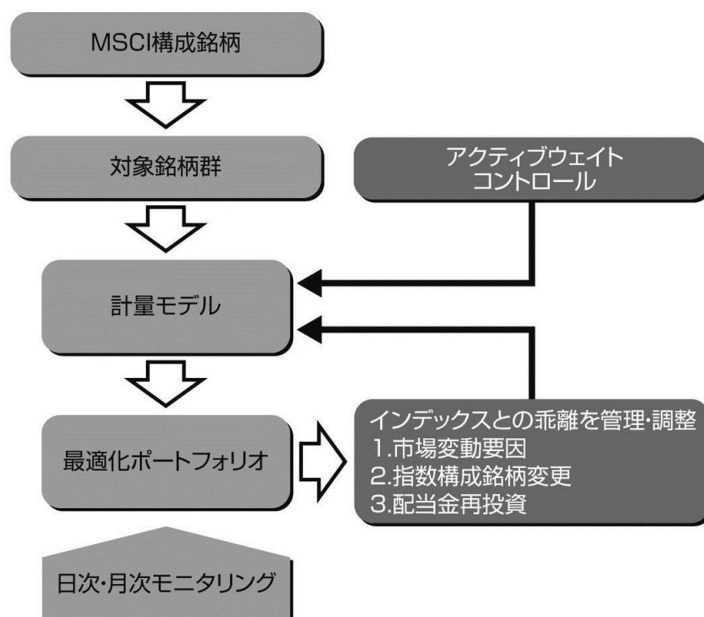 MSCI構成銘柄
対象銘柄群
アクティブウェイト
コントロール
計量モデル
最適化ポートフォリオ
インデックスとの乖離を管理・調整
1.市場変動要因
2.指数構成銘柄変更
3.配当金再投資
日次・月次モニタリング